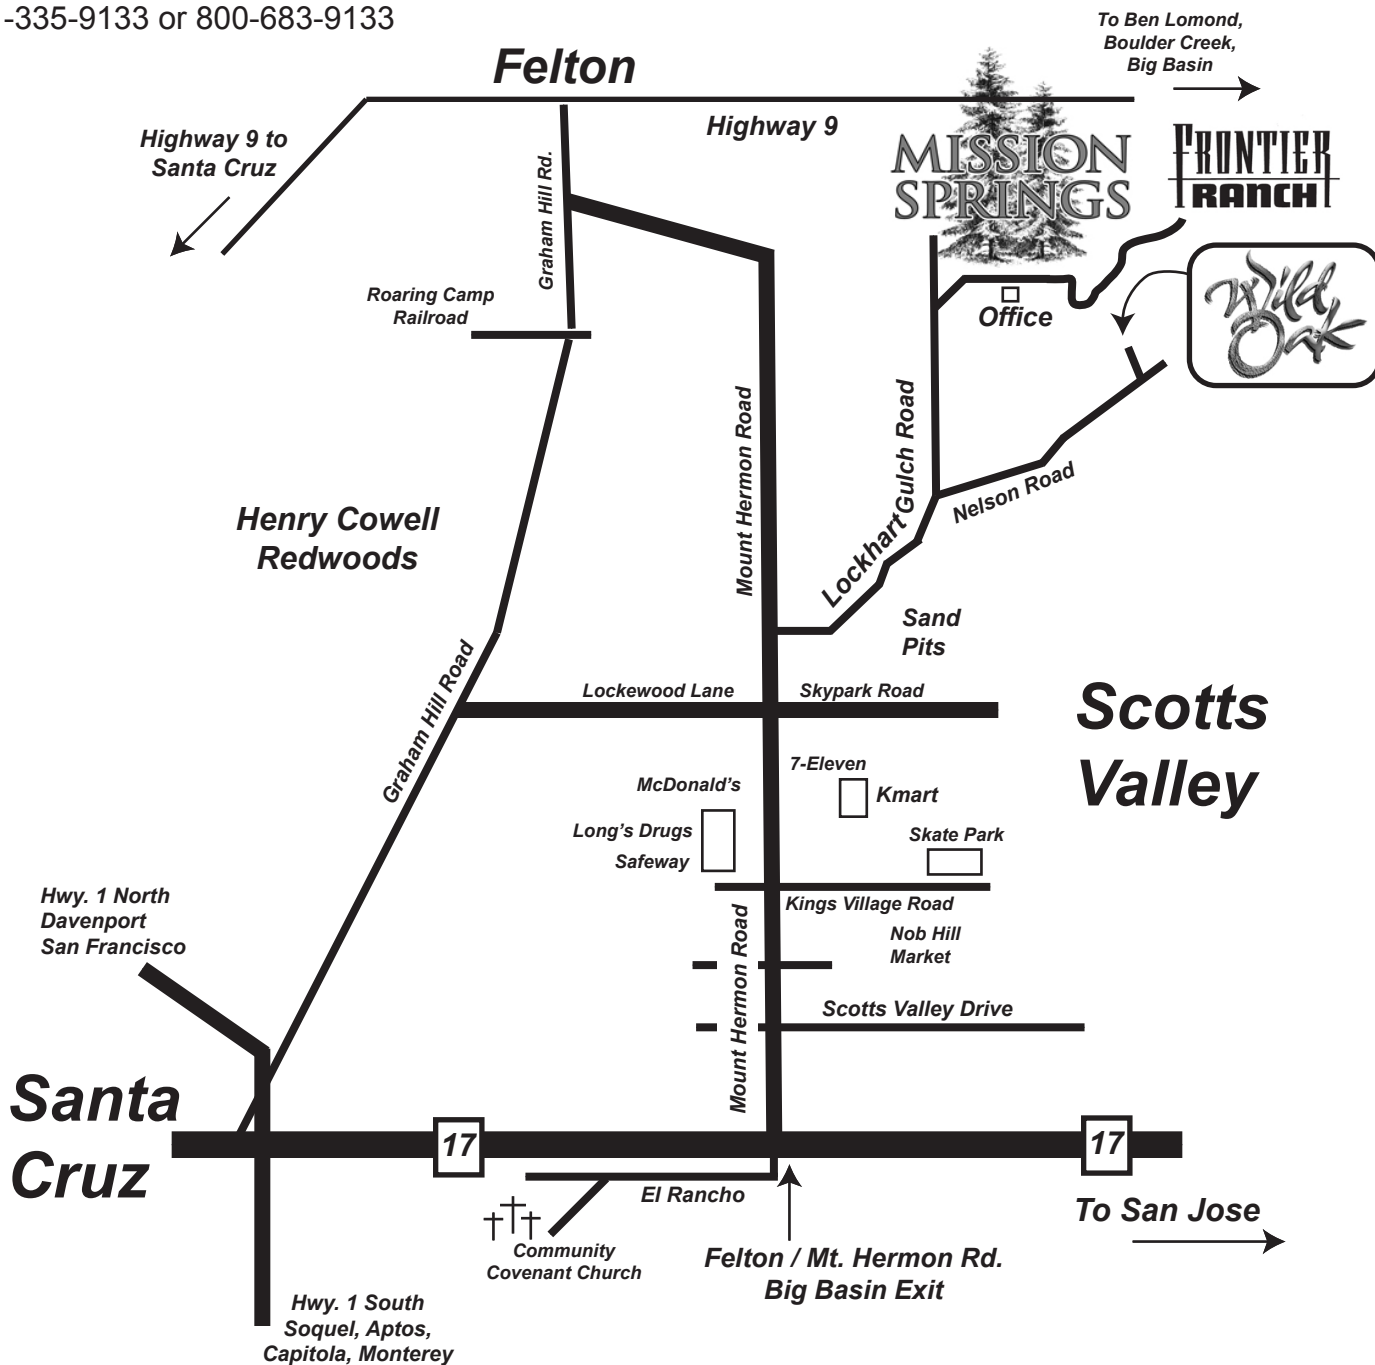 -335-9133 or 800-683-9133
To Ben Lomond,
Boulder Creek,
Big Basin
Felton
Highway 9 to
Santa Cruz
Highway 9
MISSION
SPRINGS
FRONTIER
RANCH
Graham Hill Rd.
Roaring Camp
Railroad
Office
Wild
Oak
Mount Hermon Road
Lockhart Gulch Road
Nelson Road
Henry Cowell
Redwoods
Sand
Pits
Graham Hill Road
Lockewood Lane
Skypark Road
Scotts
Valley
7-Eleven
McDonald's
Kmart
Long's Drugs
Safeway
Skate Park
Kings Village Road
Hwy. 1 North
Davenport
San Francisco
Nob Hill
Market
Mount Hermon Road
Scotts Valley Drive
Santa
Cruz
17
17
El Rancho
To San Jose
Community
Covenant Church
Felton / Mt. Hermon Rd.
Big Basin Exit
Hwy. 1 South
Soquel, Aptos,
Capitola, Monterey